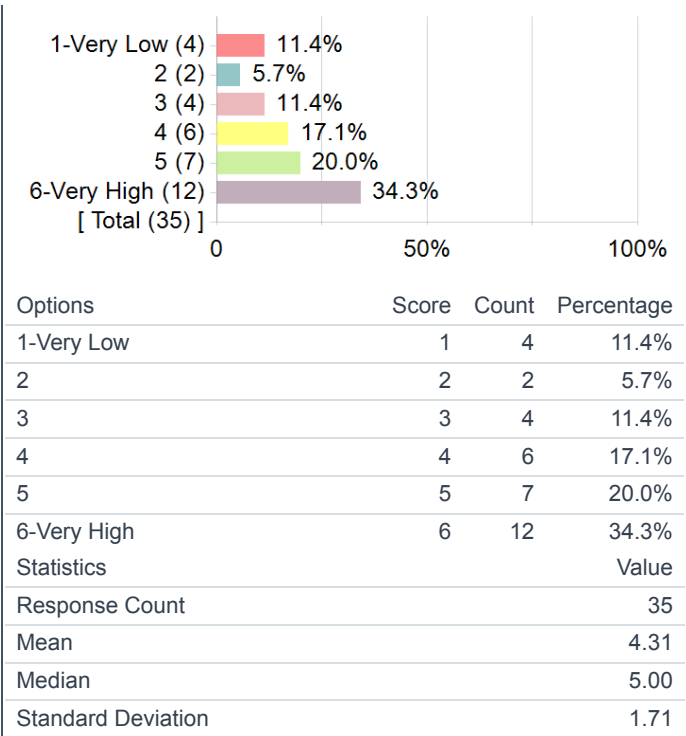 1-Very Low (4) 11.4%
2 (2) 5.7%
3 (4) 11.4%
4 (6) 17.1%
5 (7) 20.0%
6-Very High (12) 34.3%
[ Total (35) ]
0 50% 100%
Options Score Count Percentage
1-Very Low 1 4 11.4%
2 2 2 5.7%
3 3 4 11.4%
4 4 6 17.1%
5 5 7 20.0%
6-Very High 6 12 34.3%
Statistics Value
Response Count 35
Mean 4.31
Median 5.00
Standard Deviation 1.71